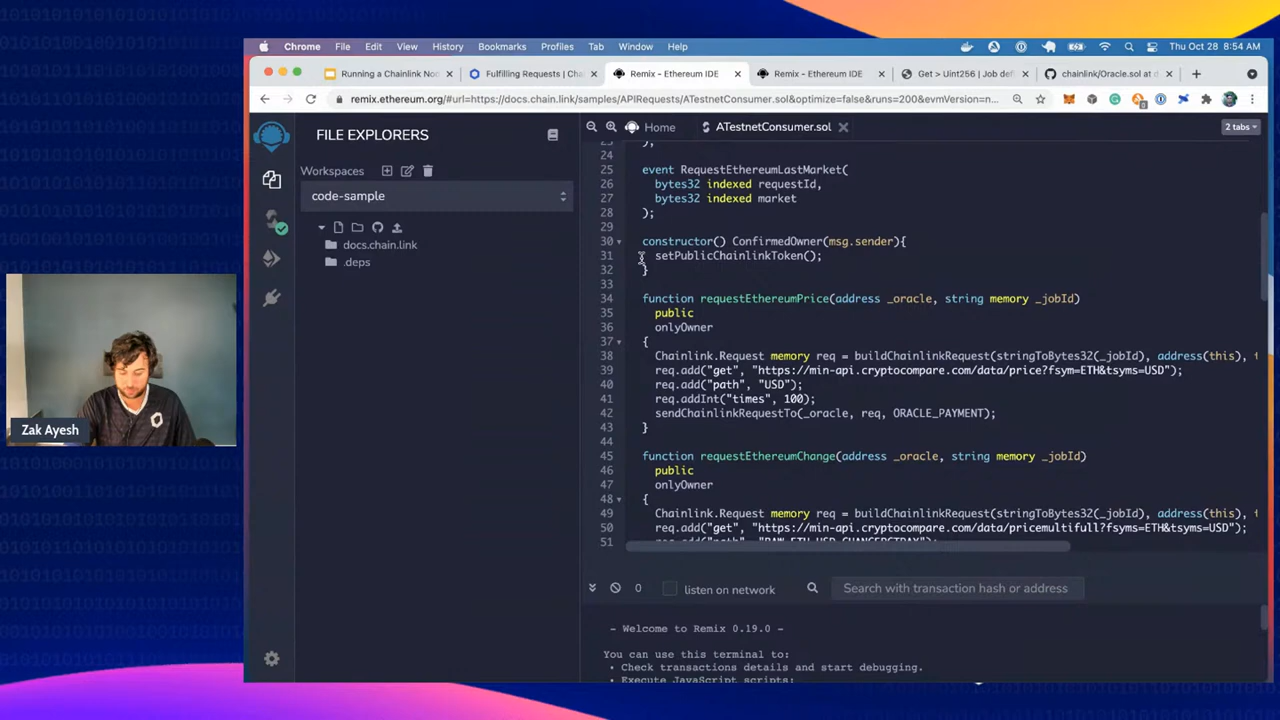 Chrome File Edit View History Bookmarks Profiles Tab Window Help Thu Oct 28 8:54 AM
Running a Chainlink Noo Fulfilling Requests | Cha Remix - Ethereum IDE Remix - Ethereum IDE Get > Uint256 | Job def chainlink/Oracle.sol at d
remix.ethereum.org/#url=https://docs.chain.link/samples/APIRequests/ATestnetConsumer.sol&optimize=false&runs=200&evmVersion=n...
FILE EXPLORERS
Home
ATestnetConsumer.sol
2 tabs
Workspaces
code-sample
docs.chain.link
.deps
23 );
24
25 event RequestEthereumLastMarket(
26 bytes32 indexed requestId,
27 bytes32 indexed market
28 );
29
30 constructor() ConfirmedOwner(msg.sender){
31 setPublicChainlinkToken();
32 }
33
34 function requestEthereumPrice(address _oracle, string memory _jobId)
35 public
36 onlyOwner
37 {
38 Chainlink.Request memory req = buildChainlinkRequest(stringToBytes32(_jobId), address(this), t
39 req.add("get", "https://min-api.cryptocompare.com/data/price?fsym=ETH&tsyms=USD");
40 req.add("path", "USD");
41 req.addInt("times", 100);
42 sendChainlinkRequestTo(_oracle, req, ORACLE_PAYMENT);
43 }
44
45 function requestEthereumChange(address _oracle, string memory _jobId)
46 public
47 onlyOwner
48 {
49 Chainlink.Request memory req = buildChainlinkRequest(stringToBytes32(_jobId), address(this), t
50 req.add("get", "https://min-api.cryptocompare.com/data/pricemultifull?fsyms=ETH&tsyms=USD");
51
0
listen on network
Search with transaction hash or address
- Welcome to Remix 0.19.0 -
You can use this terminal to:
• Check transactions details and start debugging.
• Execute JavaScript scripts:
Zak Ayesh